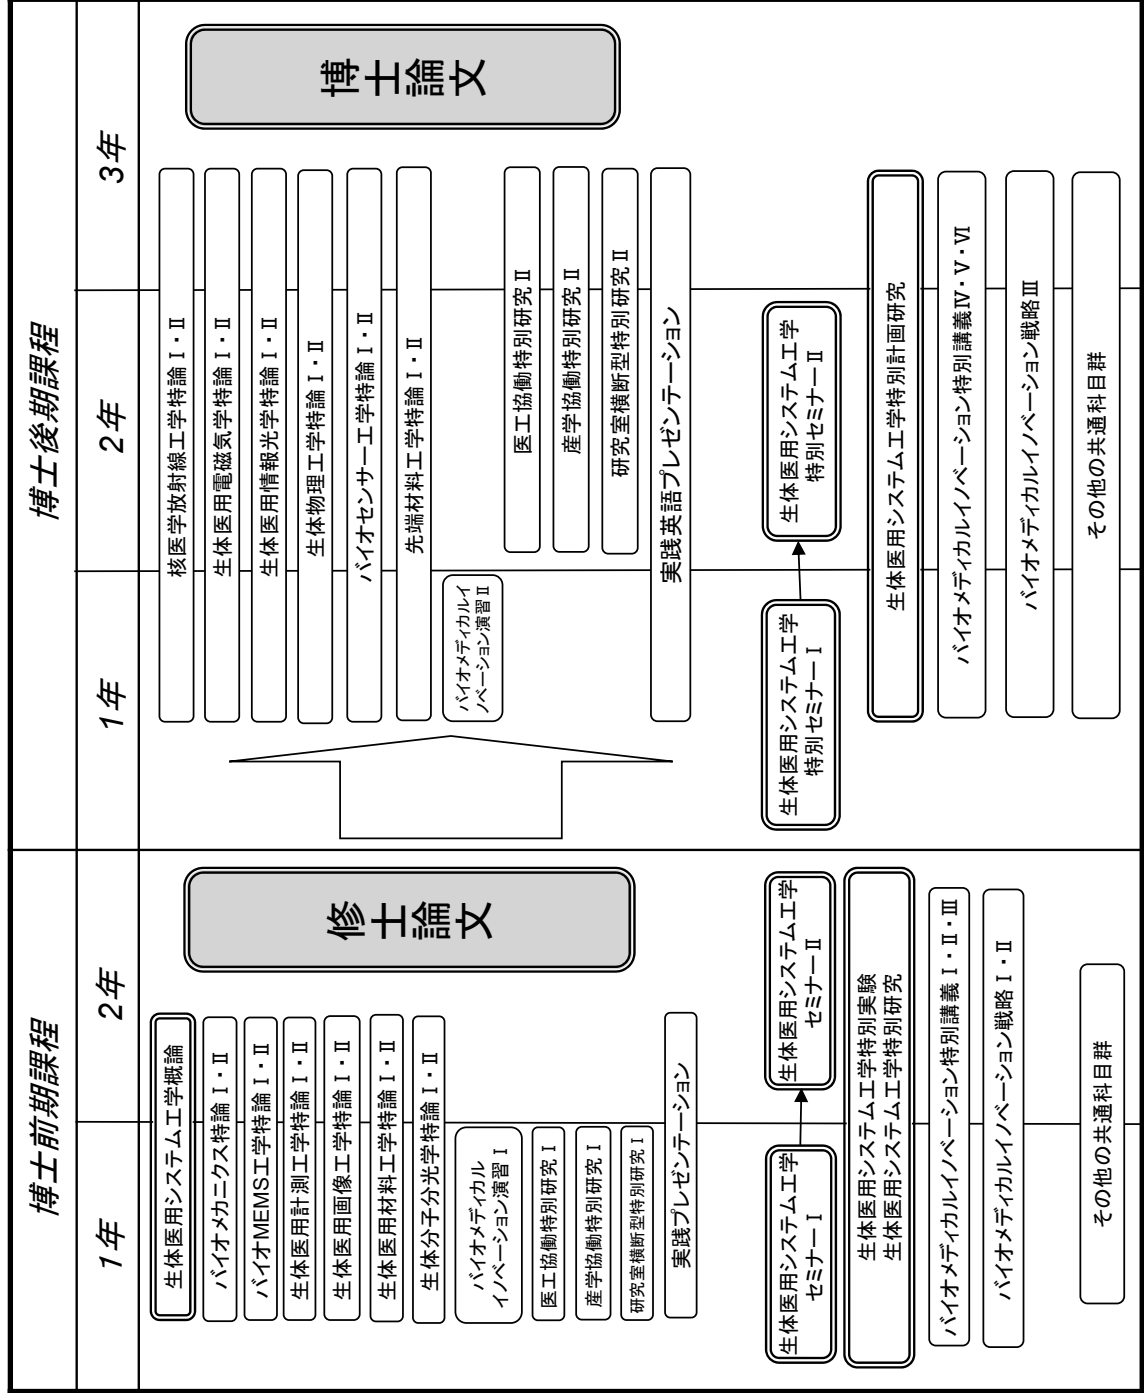 博士前期課程
1年
2年
生体医用システム工学概論
バイオメカニクス特論Ⅰ・Ⅱ
バイオMEMS工学特論Ⅰ・Ⅱ
生体医用計測工学特論Ⅰ・Ⅱ
生体医用画像工学特論Ⅰ・Ⅱ
生体医用材料工学特論Ⅰ・Ⅱ
生体分子分光学特論Ⅰ・Ⅱ
バイオメディカル
イノベーション演習Ⅰ
医工協働特別研究Ⅰ
産学協働特別研究Ⅰ
研究室横断型特別研究Ⅰ
実践プレゼンテーション
修士論文
生体医用システム工学
セミナーⅠ
生体医用システム工学
セミナーⅡ
生体医用システム工学特別実験
生体医用システム工学特別研究
バイオメディカルイノベーション特別講義Ⅰ・Ⅱ・Ⅲ
バイオメディカルイノベーション戦略Ⅰ・Ⅱ
その他の共通科目群
博士後期課程
1年
2年
3年
核医学放射線工学特論Ⅰ・Ⅱ
生体医用電磁気学特論Ⅰ・Ⅱ
生体医用情報光学特論Ⅰ・Ⅱ
生体物理工学特論Ⅰ・Ⅱ
バイオセンサー工学特論Ⅰ・Ⅱ
先端材料工学特論Ⅰ・Ⅱ
バイオメディカルイ
ノベーション演習Ⅱ
医工協働特別研究Ⅱ
産学協働特別研究Ⅱ
研究室横断型特別研究Ⅱ
実践英語プレゼンテーション
博士論文
生体医用システム工学
特別セミナーⅠ
生体医用システム工学
特別セミナーⅡ
生体医用システム工学特別計画研究
バイオメディカルイノベーション特別講義Ⅳ・Ⅴ・Ⅵ
バイオメディカルイノベーション戦略Ⅲ
その他の共通科目群